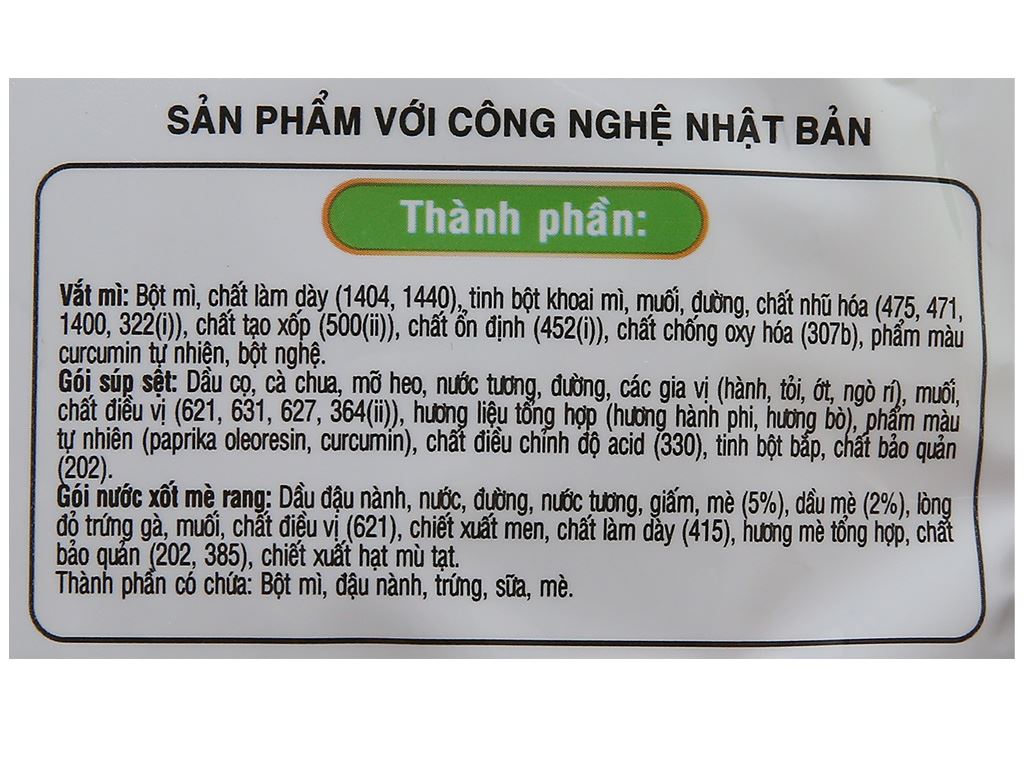 SẢN PHẨM VỚI CÔNG NGHỆ NHẬT BẢN
Thành phần:
Vắt mì: Bột mì, chất làm dày (1404, 1440), tinh bột khoai mì, muối, đường, chất nhũ hóa (475, 471,
1400, 322(i)), chất tạo xốp (500(ii)), chất ổn định (452(i)), chất chống oxy hóa (307b), phẩm màu
curcumin tự nhiên, bột nghệ.
Gói súp sệt: Dầu cọ, cà chua, mỡ heo, nước tương, đường, các gia vị (hành, tỏi, ớt, ngò rí), muối,
chất điều vị (621, 631, 627, 364(ii)), hương liệu tổng hợp (hương hành phi, hương bò), phẩm màu
tự nhiên (paprika oleoresin, curcumin), chất điều chỉnh độ acid (330), tinh bột bắp, chất bảo quản
(202).
Gói nước xốt mè rang: Dầu đậu nành, nước, đường, nước tương, giấm, mè (5%), dầu mè (2%), lòng
đỏ trứng gà, muối, chất điều vị (621), chiết xuất men, chất làm dày (415), hương mè tổng hợp, chất
bảo quản (202, 385), chiết xuất hạt mù tạt.
Thành phần có chứa: Bột mì, đậu nành, trứng, sữa, mè.